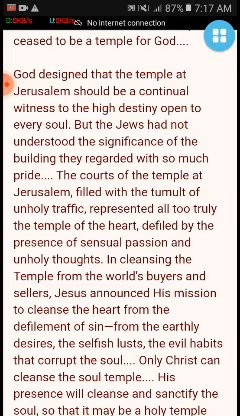 87% 7:17 AM
0:0KB/s U:0KB/s No internet connection
ceased to be a temple for God....
God designed that the temple at
Jerusalem should be a continual
witness to the high destiny open to
every soul. But the Jews had not
understood the significance of the
building they regarded with so much
pride.... The courts of the temple at
Jerusalem, filled with the tumult of
unholy traffic, represented all too truly
the temple of the heart, defiled by the
presence of sensual passion and
unholy thoughts. In cleansing the
Temple from the world's buyers and
sellers, Jesus announced His mission
to cleanse the heart from the
defilement of sin—from the earthly
desires, the selfish lusts, the evil habits
that corrupt the soul.... Only Christ can
cleanse the soul temple.... His
presence will cleanse and sanctify the
soul, so that it may be a holy temple